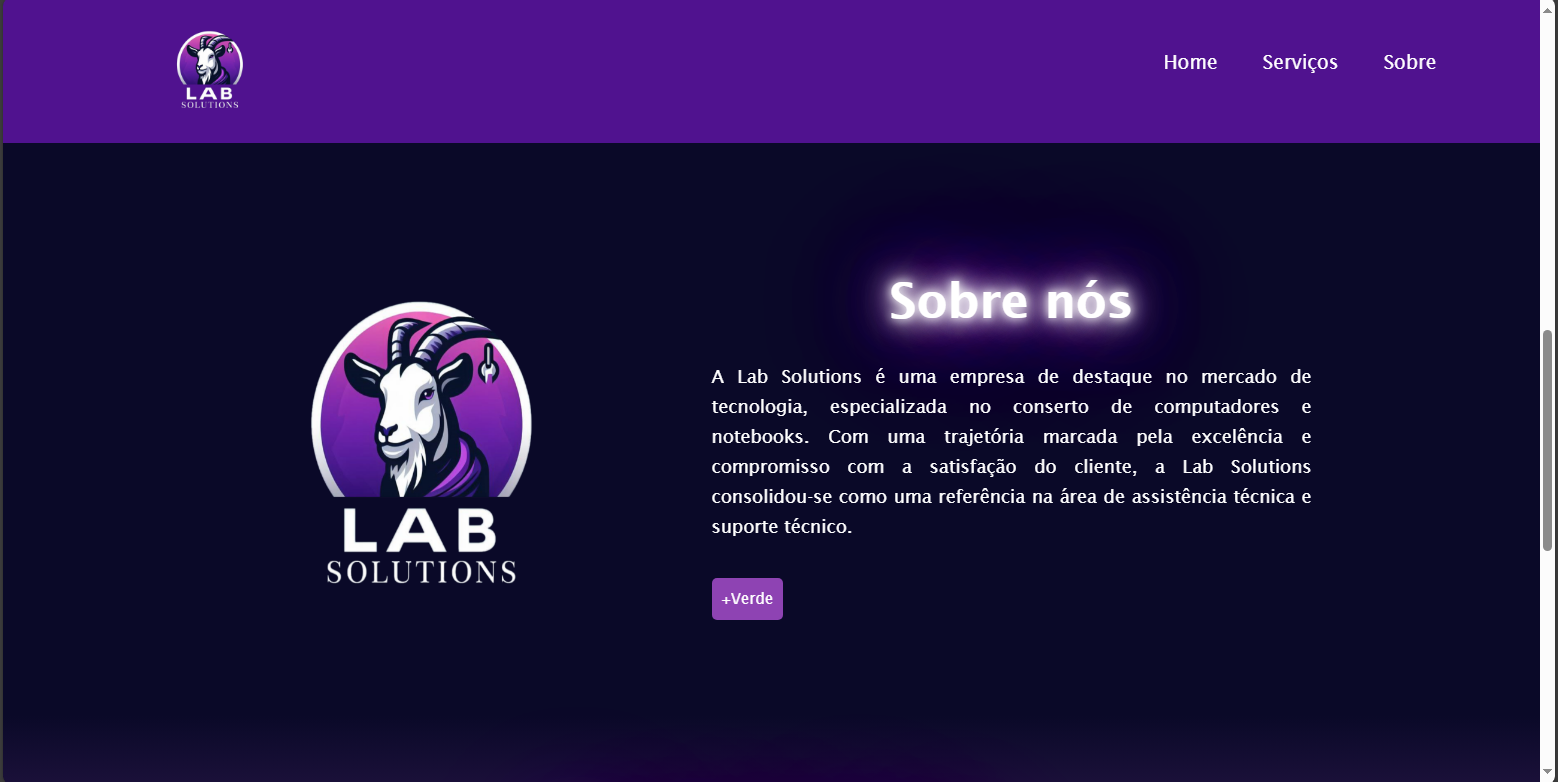 LAB
SOLUTIONS
Home Serviços Sobre
LAB
SOLUTIONS
Sobre nós
A Lab Solutions é uma empresa de destaque no mercado de
tecnologia, especializada no conserto de computadores e
notebooks. Com uma trajetória marcada pela excelência e
compromisso com a satisfação do cliente, a Lab Solutions
consolidou-se como uma referência na área de assistência técnica e
suporte técnico.
+Verde